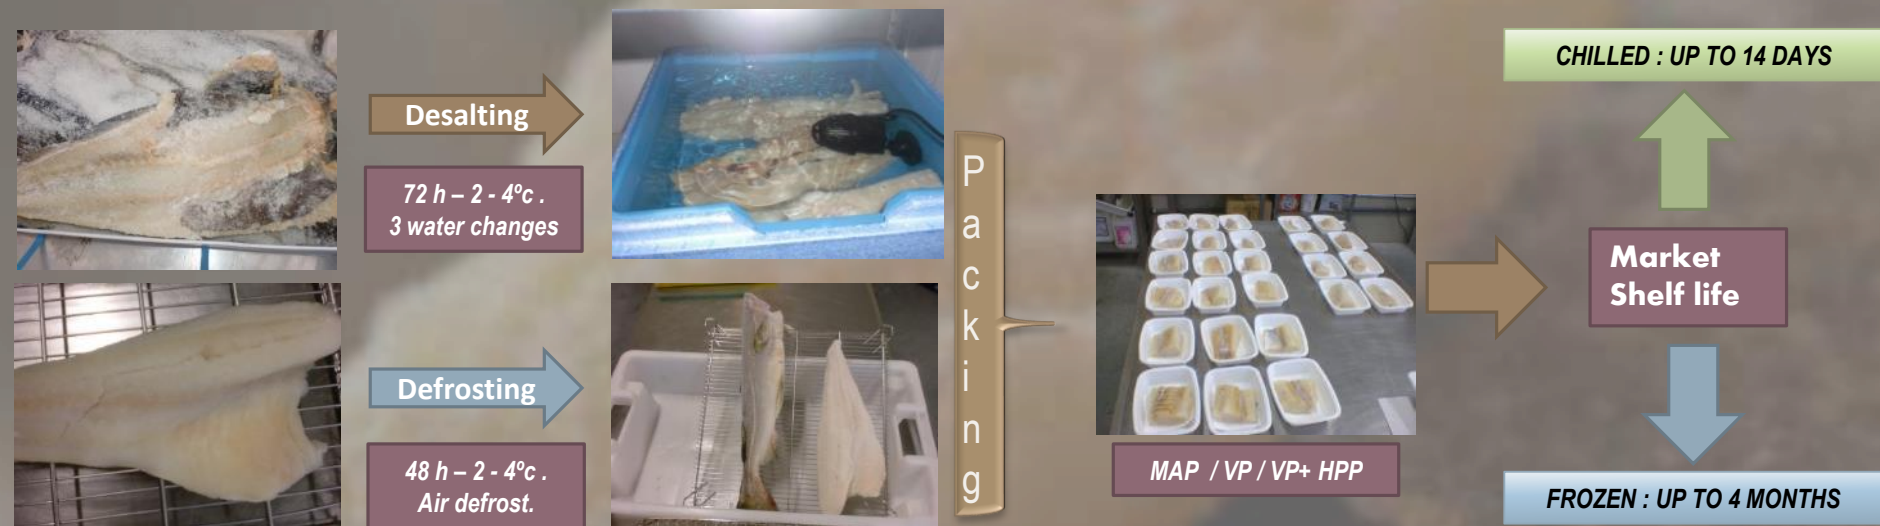 Desalting
72 h – 2 - 4ºc .
3 water changes
Defrosting
48 h – 2 - 4ºc .
Air defrost.
Packing
MAP / VP / VP+ HPP
CHILLED : UP TO 14 DAYS
Market
Shelf life
FROZEN : UP TO 4 MONTHS